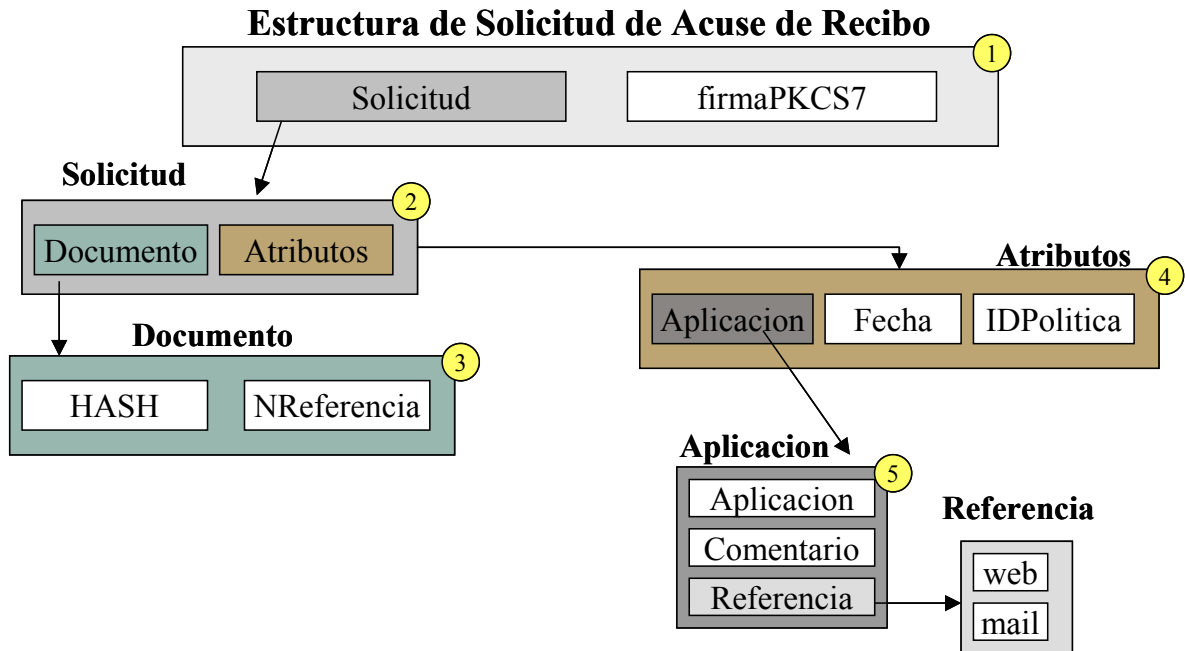 Estructura de Solicitud de Acuse de Recibo
1
Solicitud firmaPKCS7
Solicitud
2
Documento Atributos
Atributos
4
Aplicacion Fecha IDPolitica
Documento
3
HASH NReferencia
Aplicacion
5
Aplicacion
Comentario
Referencia
Referencia
web
mail